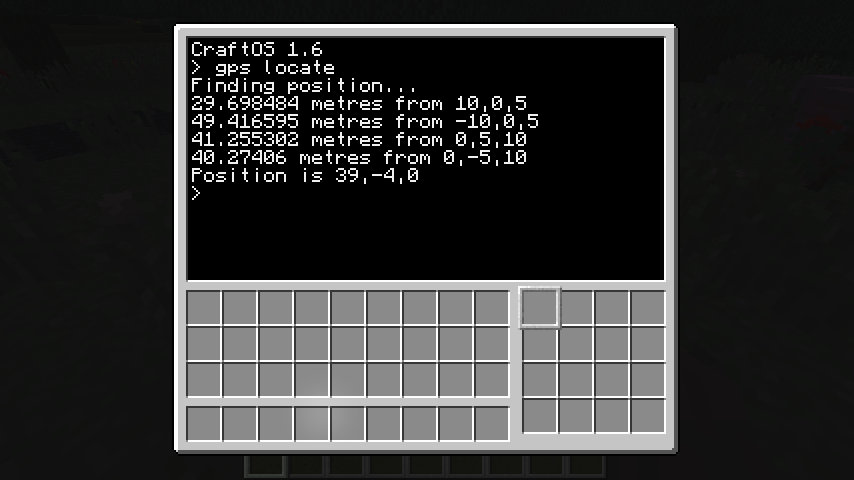 CraftOS 1.6
> gps locate
Finding position...
29.698484 metres from 10,0,5
49.416595 metres from -10,0,5
41.255302 metres from 0,5,10
40.27406 metres from 0,-5,10
Position is 39,-4,0
>